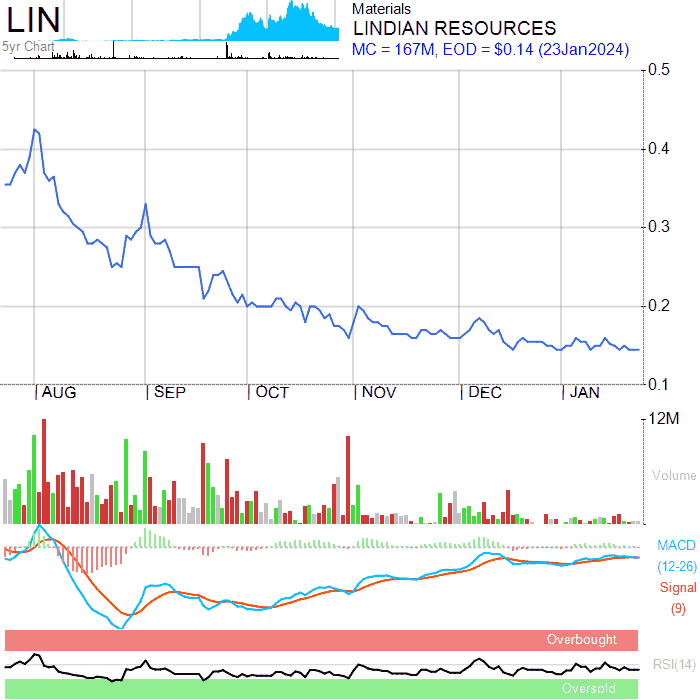 LIN
5yr Chart
Materials
LINDIAN RESOURCES
MC = 167M, EOD = $0.14 (23Jan2024)
0.5
0.4
0.3
0.2
0.1
AUG SEP OCT NOV DEC JAN
12M
Volume
MACD
(12-26)
Signal
(9)
Overbought
RSI(14)
Oversold